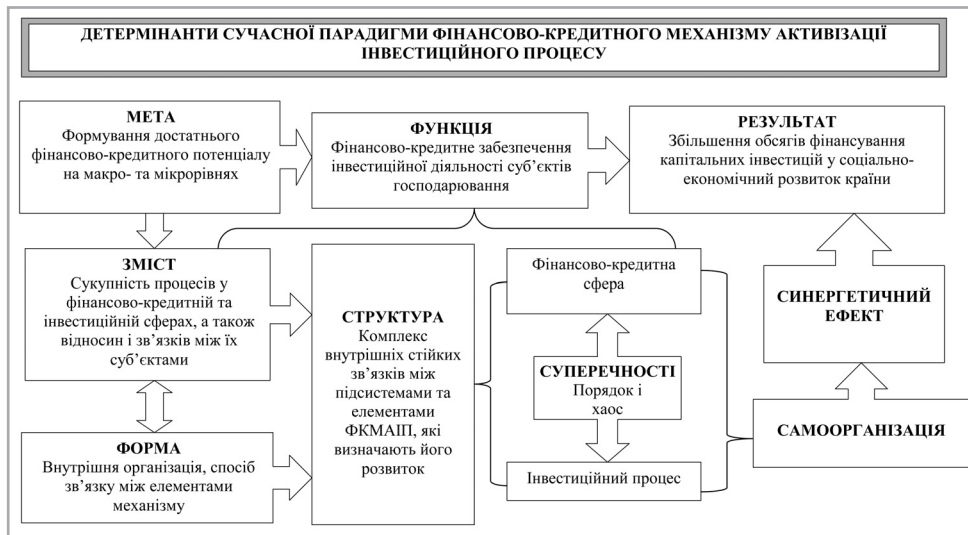 ДЕТЕРМІНАНТИ СУЧАСНОЇ ПАРАДИГМИ ФІНАНСОВО-КРЕДИТНОГО МЕХАНІЗМУ АКТИВІЗАЦІЇ
ІНВЕСТИЦІЙНОГО ПРОЦЕСУ
МЕТА
Формування достатнього
фінансово-кредитного потенціалу
на макро- та мікрорівнях
ФУНКЦІЯ
Фінансово-кредитне забезпечення
інвестиційної діяльності суб’єктів
господарювання
РЕЗУЛЬТАТ
Збільшення обсягів фінансування
капітальних інвестицій у соціально-
економічний розвиток країни
ЗМІСТ
Сукупність процесів у
фінансово-кредитній та
інвестиційній сферах, а також
відносин і зв’язків між їх
суб’єктами
СТРУКТУРА
Комплекс
внутрішніх стійких
зв’язків між
підсистемами та
елементами
ФКМАІП, які
визначають його
розвиток
Фінансово-кредитна
сфера
СУПЕРЕЧНОСТІ
Порядок і
хаос
Інвестиційний процес
СИНЕРГЕТИЧНИЙ
ЕФЕКТ
САМООРГАНІЗАЦІЯ
ФОРМА
Внутрішня організація, спосіб
зв’язку між елементами
механізму